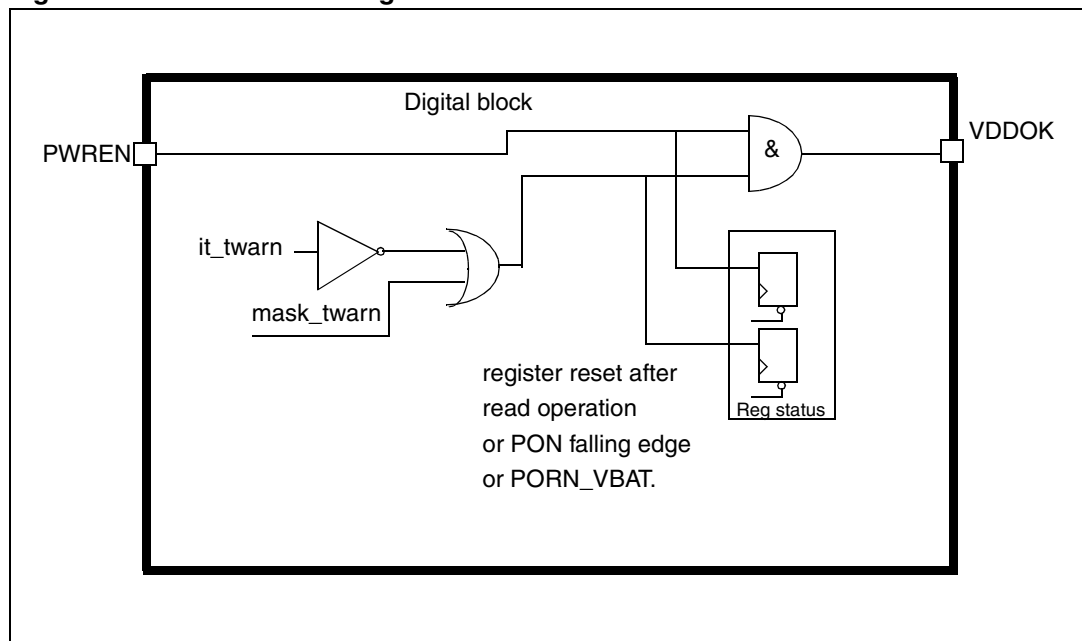 Digital block
PWREN
VDDOK
&
it_twarn
mask_twarn
register reset after
read operation
or PON falling edge
or PORN_VBAT.
Reg status